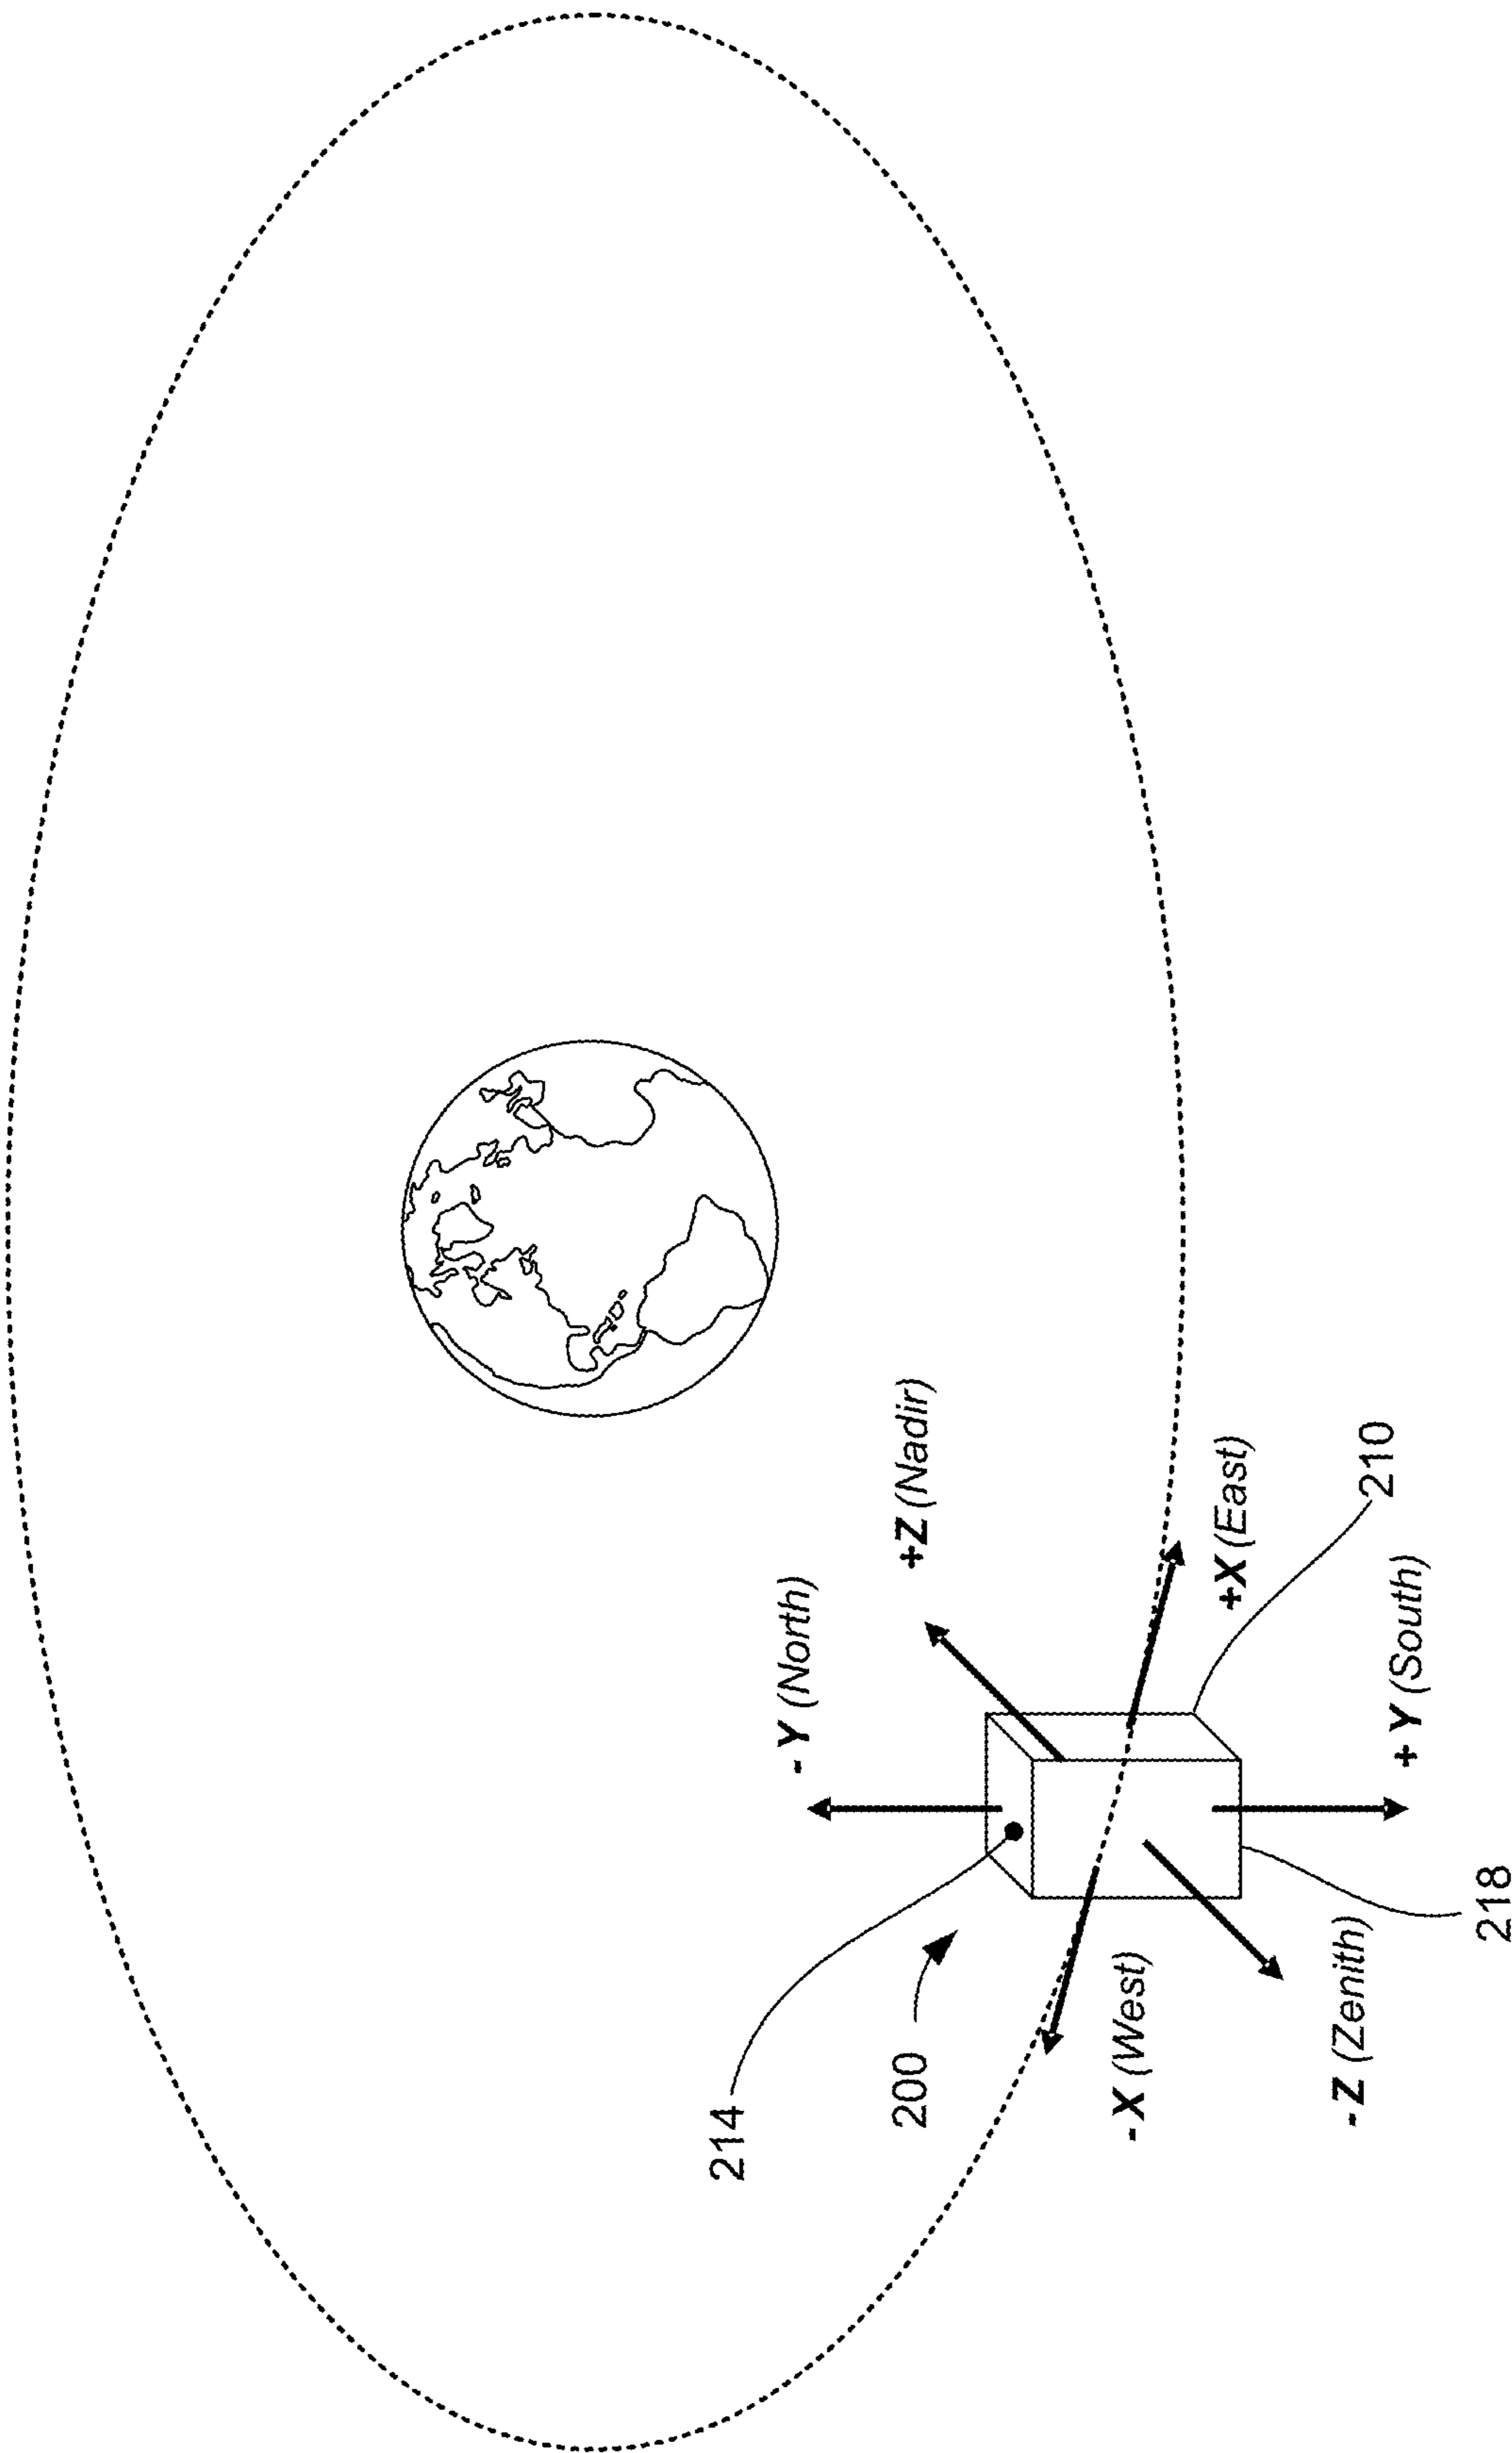 - Y (North)
+Z (Nadir)
214
200
- X (West)
+X (East)
210
- Z (Zenith)
+ Y (South)
218